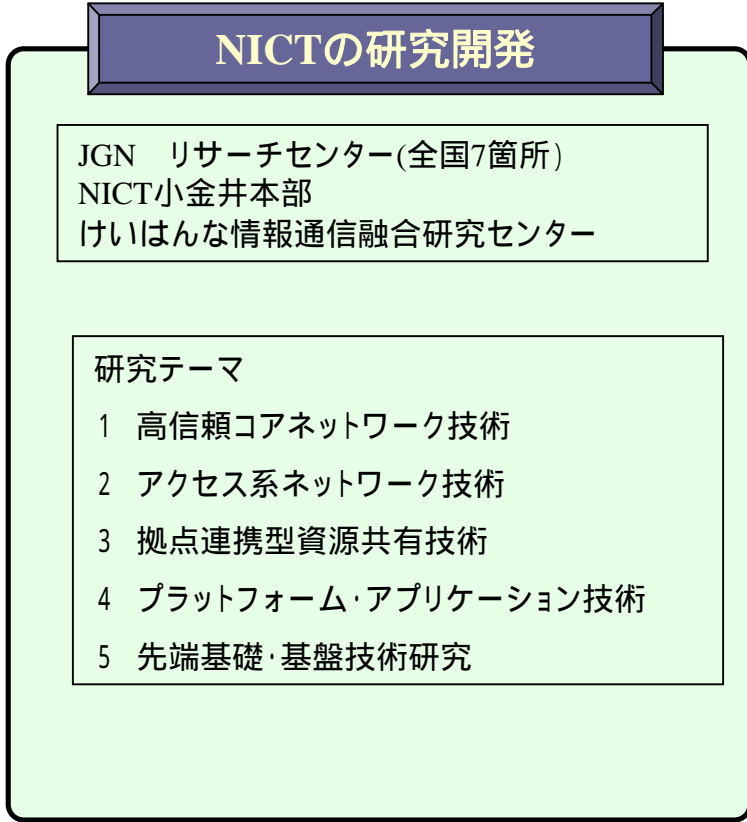 NICTの研究開発
JGN　リサーチセンター(全国7箇所)
NICT小金井本部
けいはんな情報通信融合研究センター
研究テーマ
1　高信頼コアネットワーク技術
2　アクセス系ネットワーク技術
3　拠点連携型資源共有技術
4　プラットフォーム・アプリケーション技術
5　先端基礎・基盤技術研究